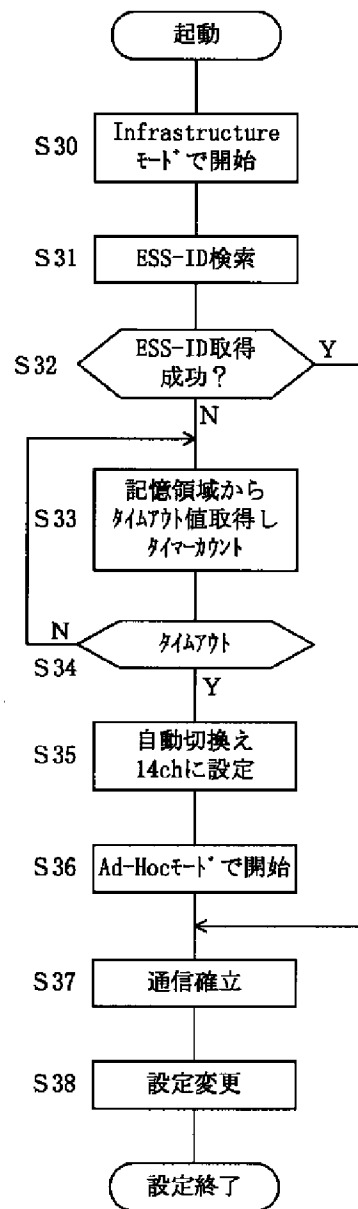 起動
S30
Infrastructure
ﾓｰﾄﾞで開始
S31
ESS-ID検索
S32
ESS-ID取得
成功？
Y
N
S33
記憶領域から
ﾀｲﾑｱｳﾄ値取得し
ﾀｲﾏｰｶｳﾝﾄ
N
S34
ﾀｲﾑｱｳﾄ
Y
S35
自動切換え
14chに設定
S36
Ad-Hocﾓｰﾄﾞで開始
S37
通信確立
S38
設定変更
設定終了